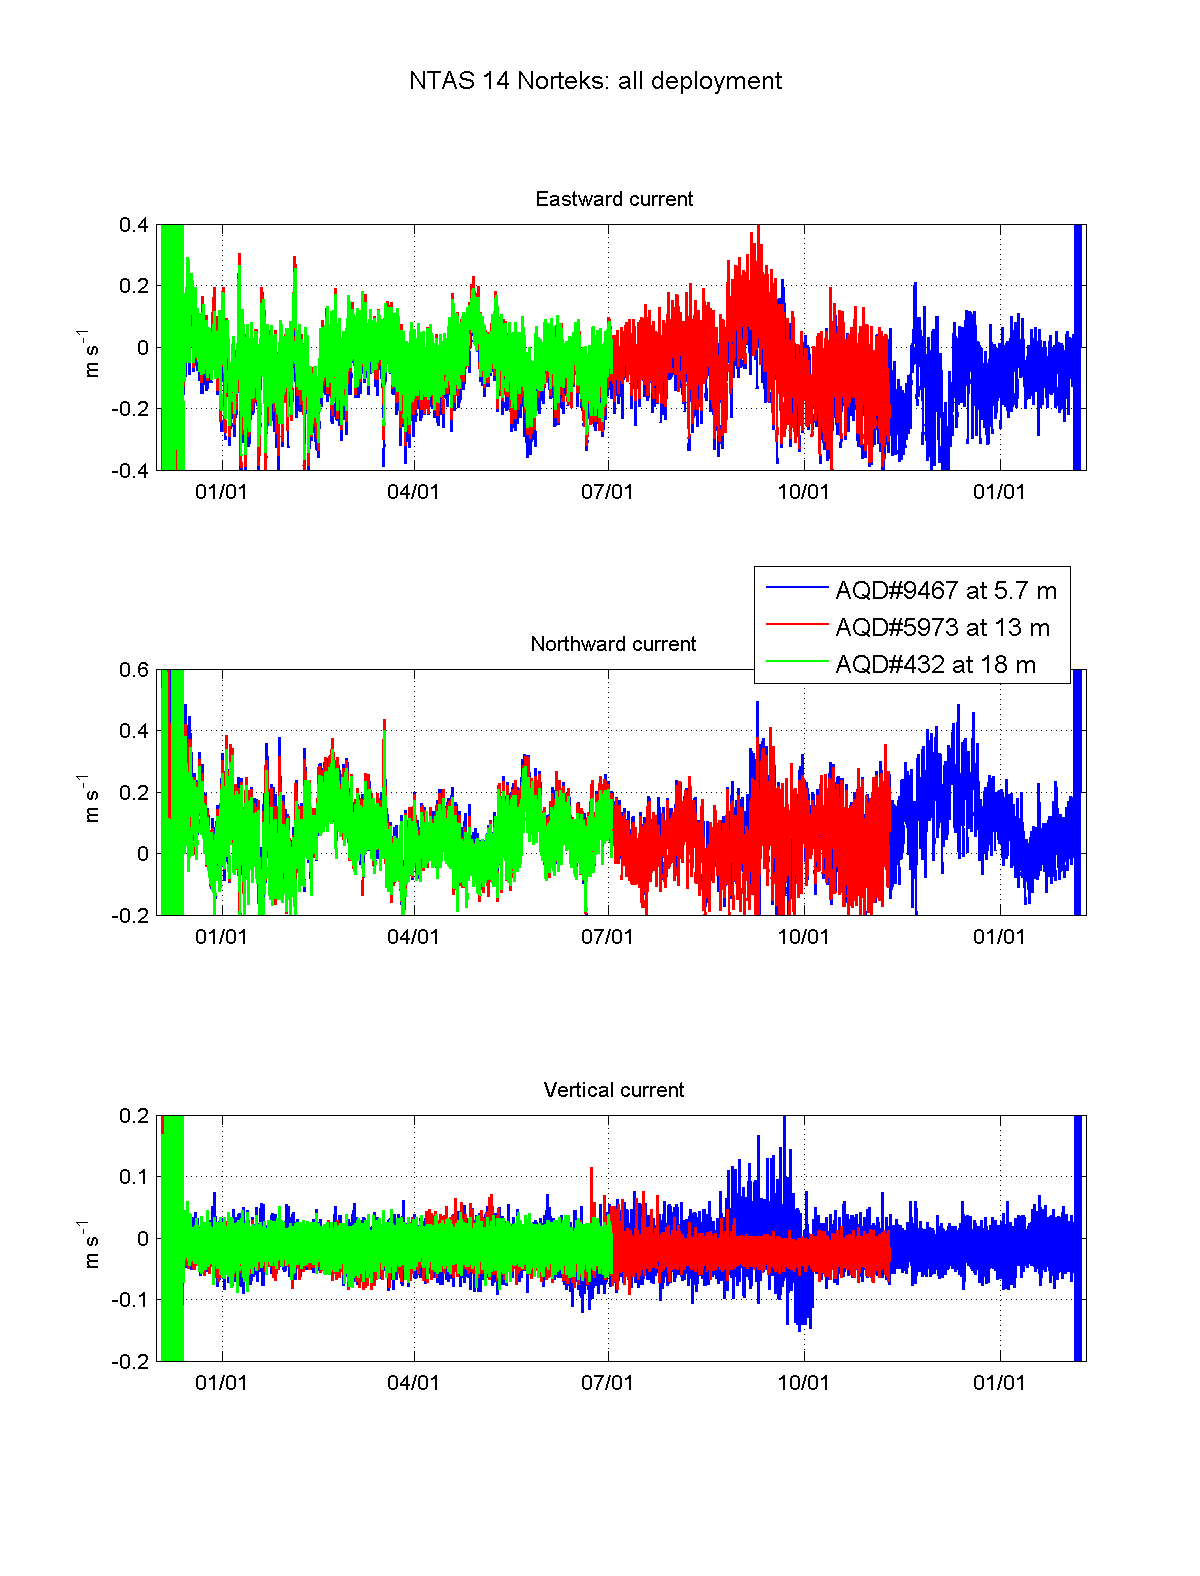 NTAS 14 Norteks: all deployment
Eastward current
0.4
0.2
0
-0.2
-0.4
m s⁻¹
01/01 04/01 07/01 10/01 01/01
AQD#9467 at 5.7 m
AQD#5973 at 13 m
AQD#432 at 18 m
Northward current
0.6
0.4
0.2
0
-0.2
m s⁻¹
01/01 04/01 07/01 10/01 01/01
Vertical current
0.2
0.1
0
-0.1
-0.2
m s⁻¹
01/01 04/01 07/01 10/01 01/01